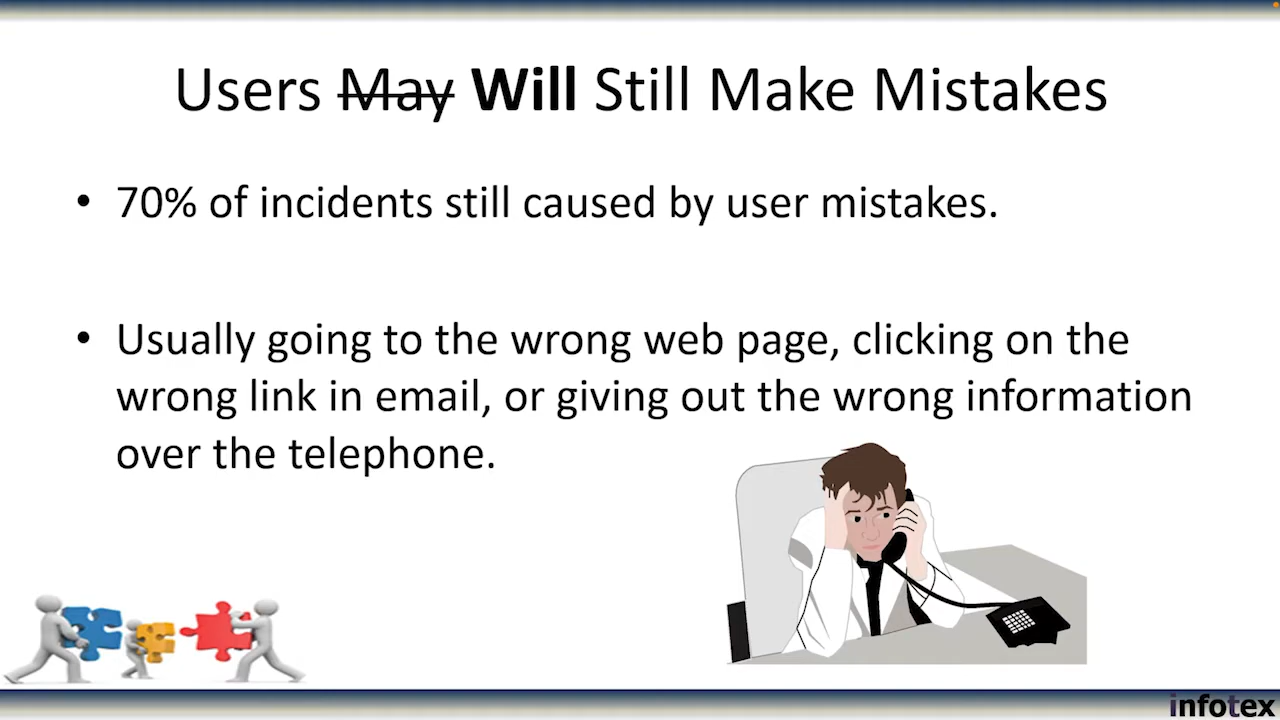 Users May Will Still Make Mistakes
• 70% of incidents still caused by user mistakes.
• Usually going to the wrong web page, clicking on the
wrong link in email, or giving out the wrong information
over the telephone.
infotex